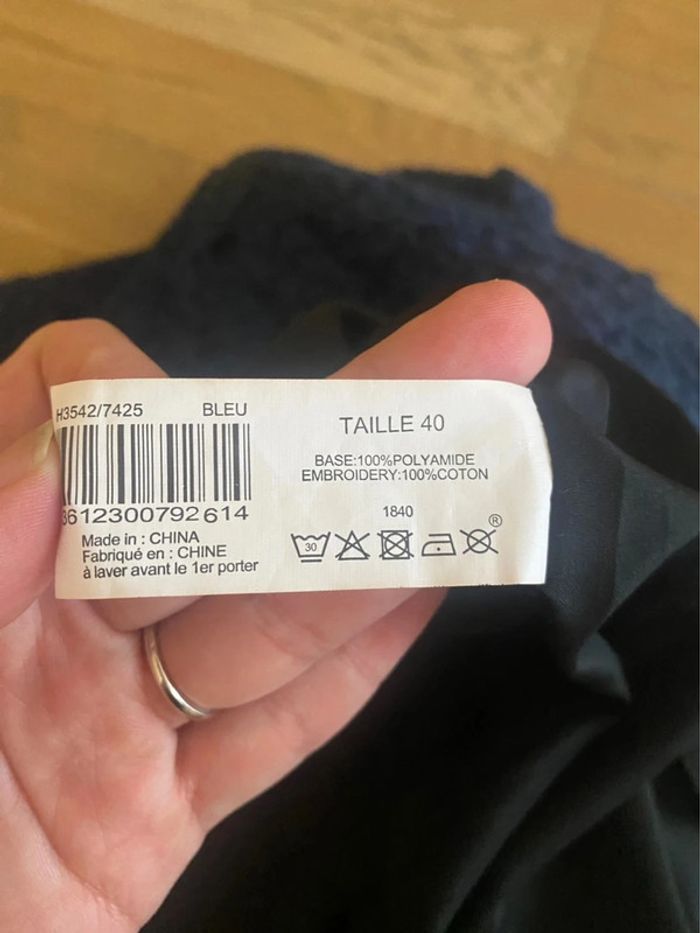 H3542/7425 BLEU
3612300792614
Made in : CHINA
Fabriqué en : CHINE
à laver avant le 1er porter
TAILLE 40
BASE:100%POLYAMIDE
EMBROIDERY:100%COTON
1840
30
®